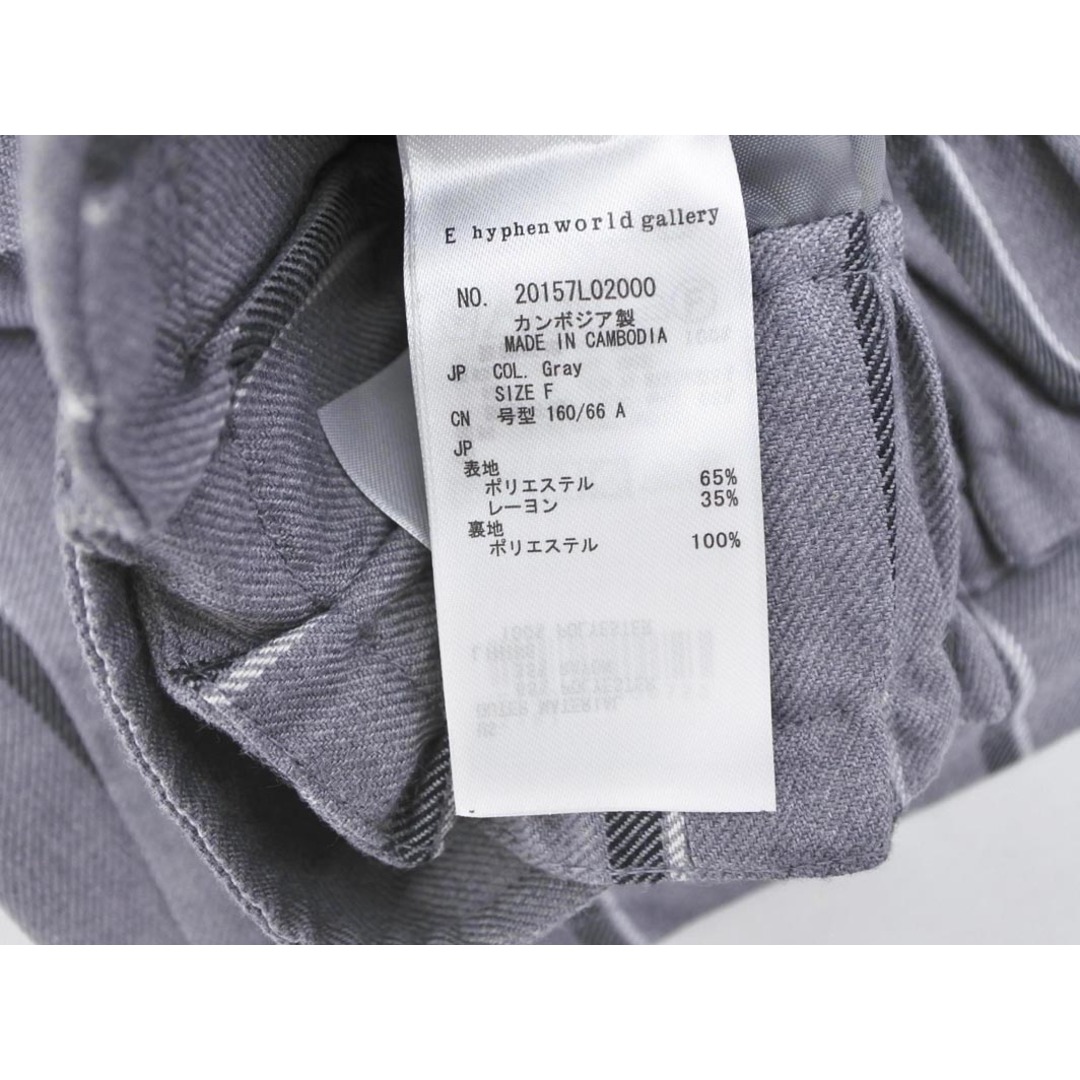 E hyphen world gallery
NO. 20157L02000
カンボジア製
MADE IN CAMBODIA
JP COL. Gray
SIZE F
CN 号型 160/66 A
JP
表地
ポリエステル 65%
レーヨン 35%
裏地
ポリエステル 100%